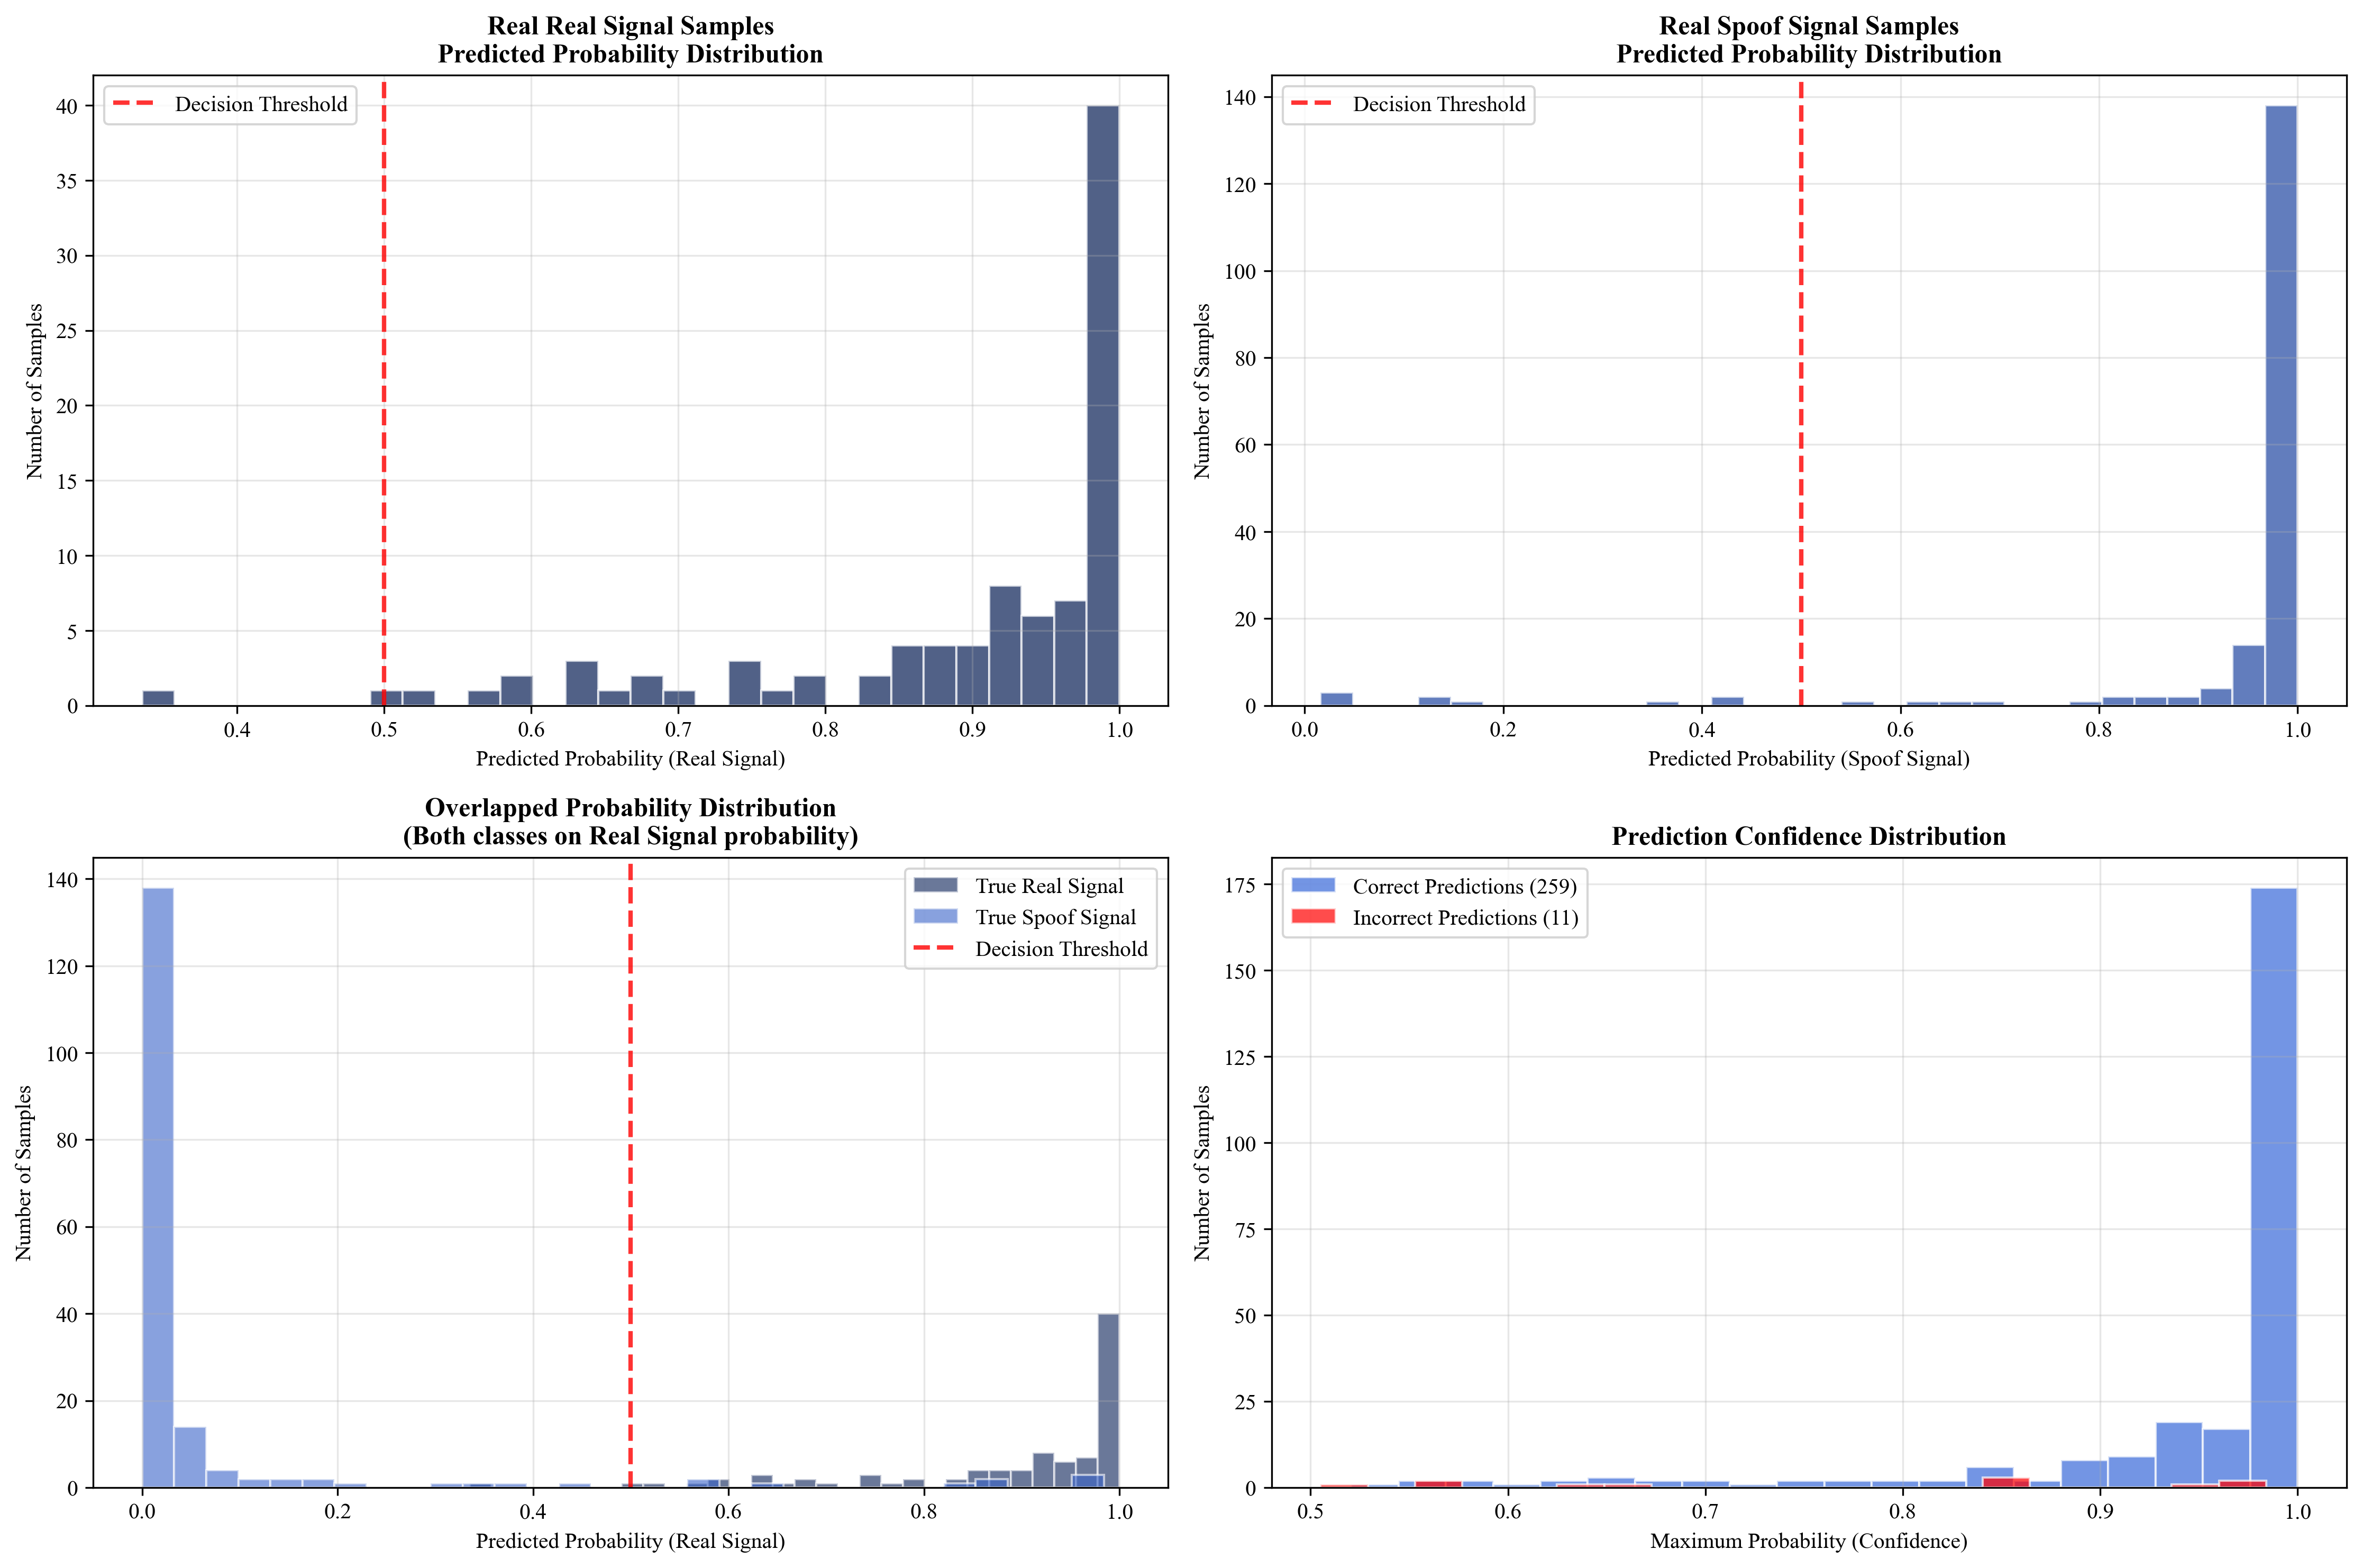 Real Real Signal Samples
Predicted Probability Distribution
Decision Threshold
40
35
30
25
20
15
10
5
0
Number of Samples
0.4 0.5 0.6 0.7 0.8 0.9 1.0
Predicted Probability (Real Signal)
Real Spoof Signal Samples
Predicted Probability Distribution
Decision Threshold
140
120
100
80
60
40
20
0
Number of Samples
0.0 0.2 0.4 0.6 0.8 1.0
Predicted Probability (Spoof Signal)
Overlapped Probability Distribution
(Both classes on Real Signal probability)
True Real Signal
True Spoof Signal
Decision Threshold
140
120
100
80
60
40
20
0
Number of Samples
0.0 0.2 0.4 0.6 0.8 1.0
Predicted Probability (Real Signal)
Prediction Confidence Distribution
Correct Predictions (259)
Incorrect Predictions (11)
175
150
125
100
75
50
25
0
Number of Samples
0.5 0.6 0.7 0.8 0.9 1.0
Maximum Probability (Confidence)